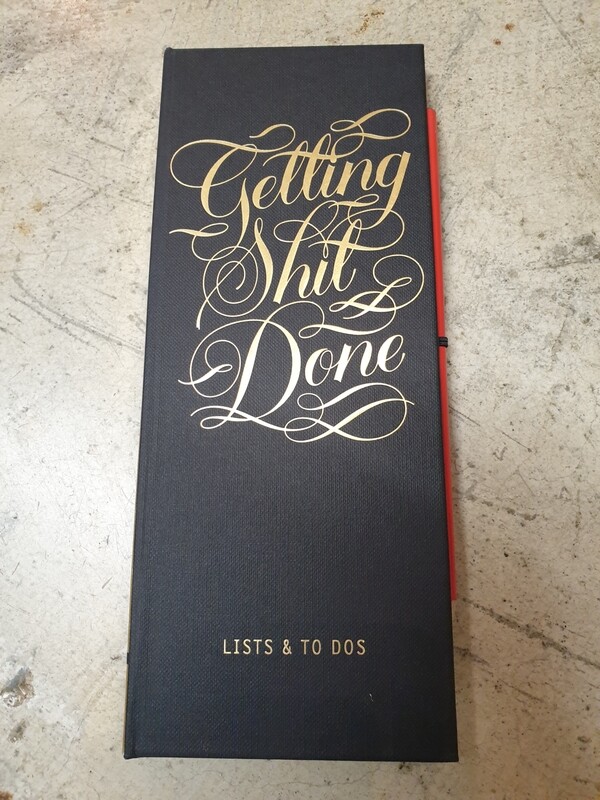 Getting
Shit
Done
LISTS & TO DOS